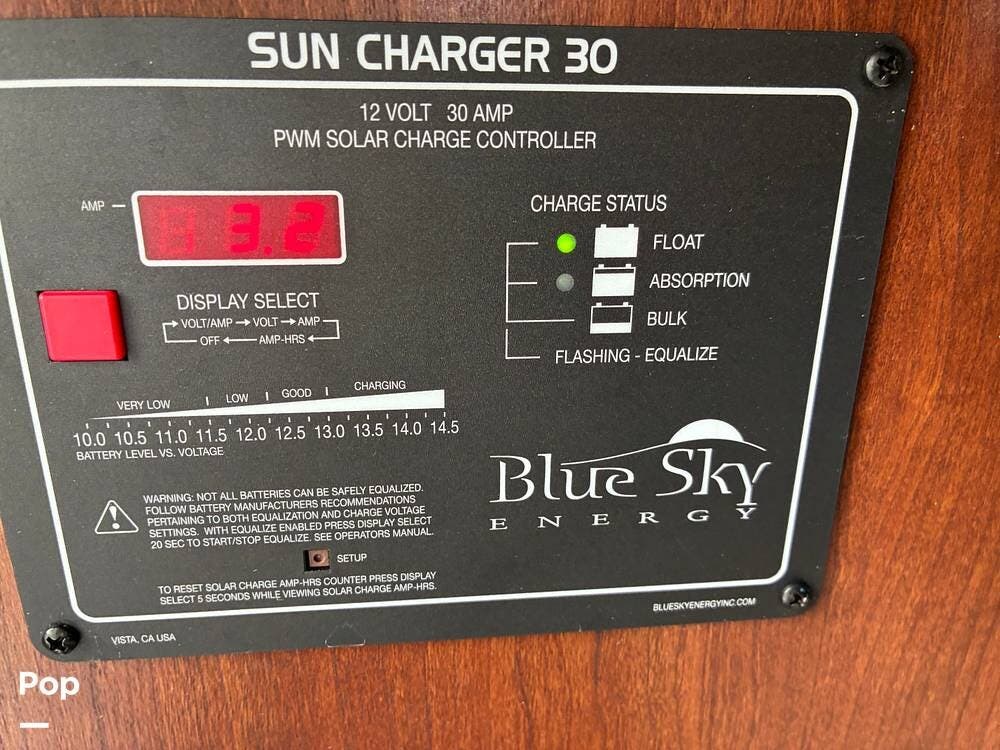 SUN CHARGER 30
12 VOLT 30 AMP
PWM SOLAR CHARGE CONTROLLER
AMP
3.2
DISPLAY SELECT
VOLT/AMP VOLT AMP
OFF AMP-HRS
CHARGE STATUS
FLOAT
ABSORPTION
BULK
FLASHING - EQUALIZE
VERY LOW LOW GOOD CHARGING
10.0 10.5 11.0 11.5 12.0 12.5 13.0 13.5 14.0 14.5
BATTERY LEVEL VS. VOLTAGE
WARNING: NOT ALL BATTERIES CAN BE SAFELY EQUALIZED.
FOLLOW BATTERY MANUFACTURERS RECOMMENDATIONS
PERTAINING TO BOTH EQUALIZATION AND CHARGE VOLTAGE
SETTINGS. WITH EQUALIZE ENABLED PRESS DISPLAY SELECT
20 SEC TO START/STOP EQUALIZE. SEE OPERATORS MANUAL.
SETUP
TO RESET SOLAR CHARGE AMP-HRS COUNTER PRESS DISPLAY
SELECT 5 SECONDS WHILE VIEWING SOLAR CHARGE AMP-HRS.
Blue Sky
ENERGY
BLUESKYENERGYINC.COM
VISTA, CA USA
Pop